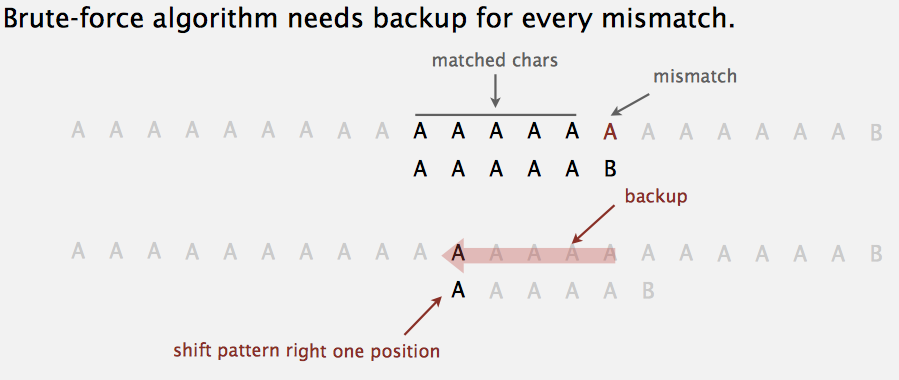 Brute-force algorithm needs backup for every mismatch.
matched chars
mismatch
A A A A A A A A A A A A A A A A A A A A A B
A A A A A B
backup
A A A A A A A A A A A A A A A A A A A A A B
A A A A A B
shift pattern right one position